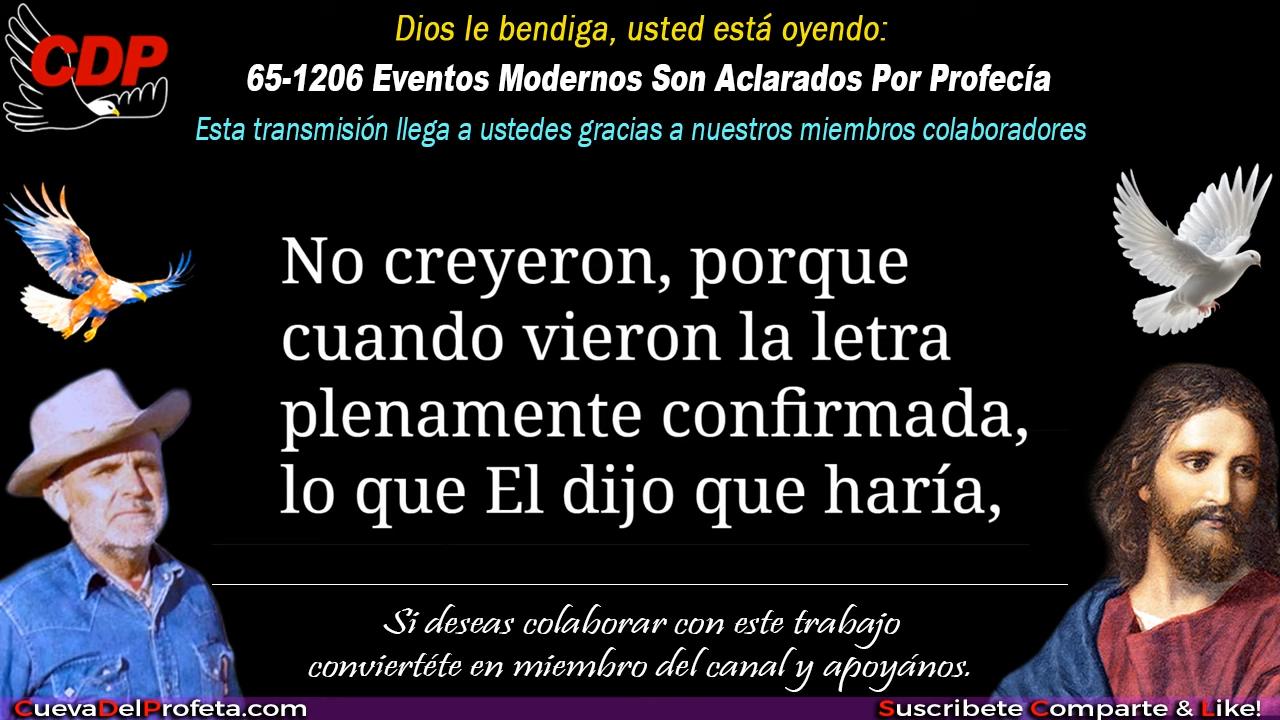 CDP
Dios le bendiga, usted está oyendo:
65-1206 Eventos Modernos Son Aclarados Por Profecía
Esta transmisión llega a ustedes gracias a nuestros miembros colaboradores
No creyeron, porque
cuando vieron la letra
plenamente confirmada,
lo que El dijo que haría,
Si deseas colaborar con este trabajo
conviertéte en miembro del canal y apoyános.
CuevaDelProfeta.com
Suscribete Comparte & Like!